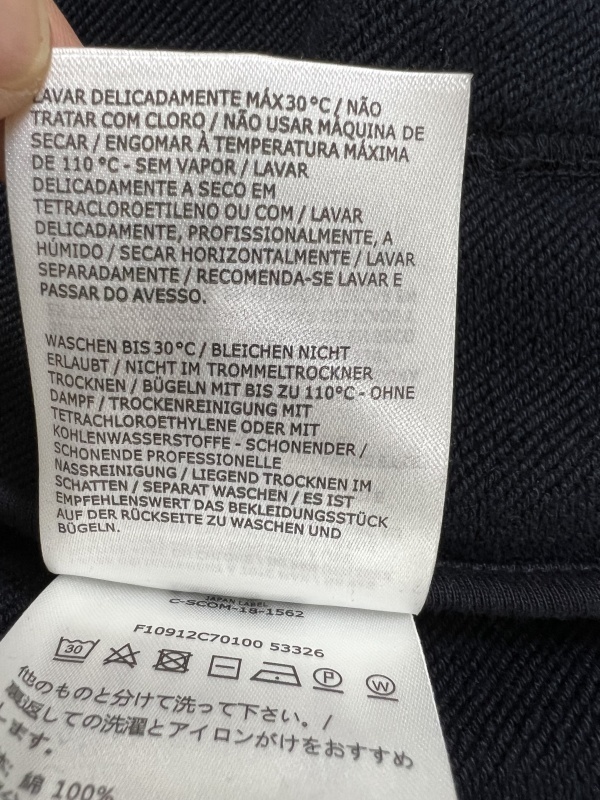 LAVAR DELICADAMENTE MÁX30°C / NÃO
TRATAR COM CLORO / NÃO USAR MÁQUINA DE
SECAR / ENGOMAR À TEMPERATURA MÁXIMA
DE 110 °C - SEM VAPOR / LAVAR
DELICADAMENTE A SECO EM
TETRACLOROETILENO OU COM / LAVAR
DELICADAMENTE, PROFISSIONALMENTE, A
HÚMIDO / SECAR HORIZONTALMENTE / LAVAR
SEPARADAMENTE / RECOMENDA-SE LAVAR E
PASSAR DO AVESSO.
WASCHEN BIS 30°C / BLEICHEN NICHT
ERLAUBT / NICHT IM TROMMELTROCKNER
TROCKNEN / BÜGELN MIT BIS ZU 110°C - OHNE
DAMPF / TROCKENREINIGUNG MIT
TETRACHLOROETHYLENE ODER MIT
KOHLENWASSERSTOFFE - SCHONENDER /
SCHONENDE PROFESSIONELLE
NASSREINIGUNG / LIEGEND TROCKNEN IM
SCHATTEN / SEPARAT WASCHEN / ES IST
EMPFEHLENSWERT DAS BEKLEIDUNGSSTÜCK
AUF DER RÜCKSEITE ZU WASCHEN UND
BÜGELN.
JAPAN LABEL
C-SCOM-18-1562
F10912C70100 53326
30 P W
他のものと分けて洗って下さい。/
裏返しての洗濯とアイロンがけをおすすめ
します。
綿 100%